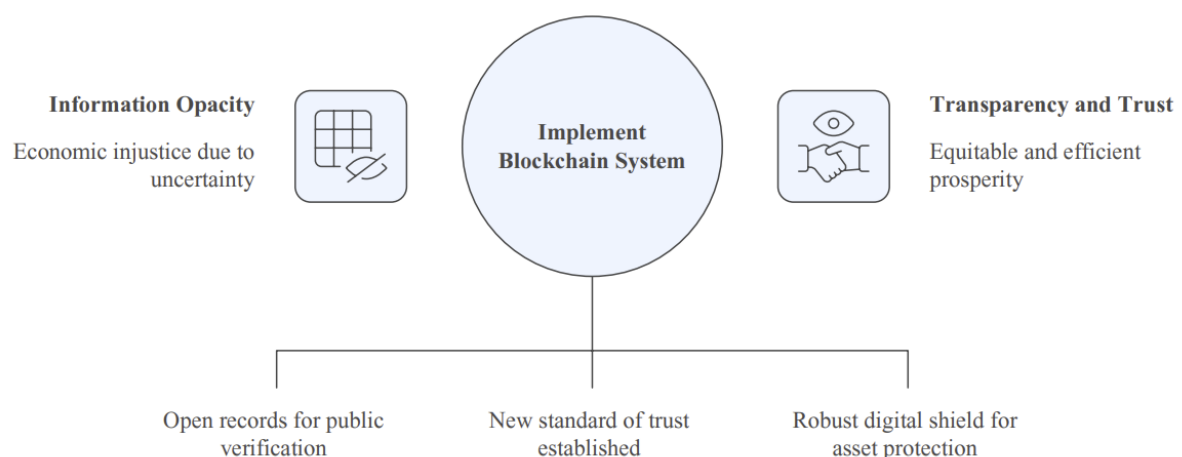 Information Opacity
Economic injustice due to
uncertainty
Implement
Blockchain System
Transparency and Trust
Equitable and efficient
prosperity
Open records for public
verification
New standard of trust
established
Robust digital shield for
asset protection